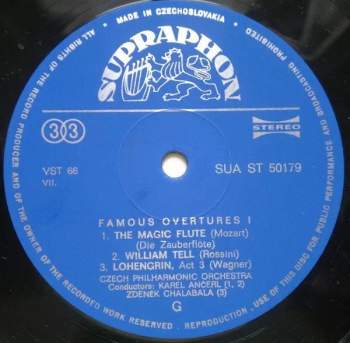 • MADE IN CZECHOSLOVAKIA •
ALL RIGHTS OF THE RECORD PRODUCER AND OF THE OWNER OF THE RECORDED WORK RESERVED . REPRODUCTION , USE OF THIS DISC FOR PUBLIC PERFORMANCE AND BROADCASTING PROHIBITED
SUPRAPHON
33
STEREO
VST 66
SUA ST 50179
VII.
FAMOUS OVERTURES I
1. THE MAGIC FLUTE (Mozart)
(Die Zauberflöte)
2. WILLIAM TELL (Rossini)
3. LOHENGRIN, Act 3 (Wagner)
CZECH PHILHARMONIC ORCHESTRA
Conductors: KAREL ANČERL (1, 2)
ZDENĚK CHALABALA (3)
G